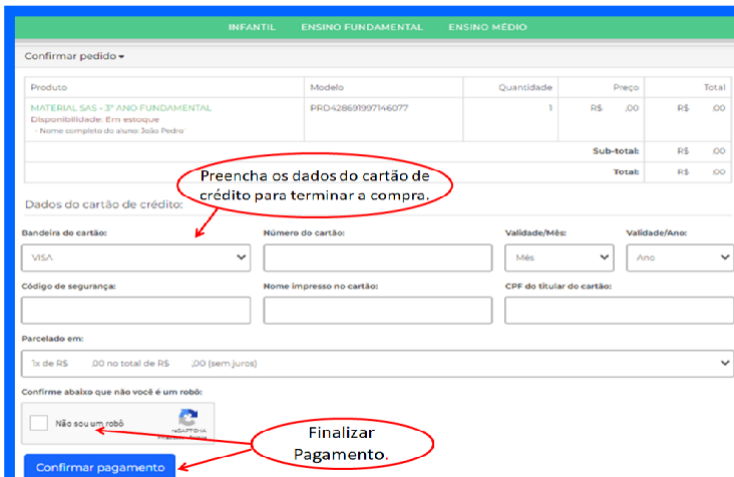 INFANTIL ENSINO FUNDAMENTAL ENSINO MÉDIO
Confirmar pedido
Produto Modelo Quantidade Preço Total
MATERIAL SAS - 3º ANO FUNDAMENTAL PRD428691997146077 1 R$ ,00 R$ ,00
Disponibilidade: Em estoque
- Nome completo do aluno: João Pedro
Sub-total: R$ ,00
Total: R$ ,00
Preencha os dados do cartão de
crédito para terminar a compra.
Dados do cartão de crédito:
Bandeira do cartão: Número do cartão: Validade/Mês: Validade/Ano:
VISA Mês Ano
Código de segurança: Nome impresso no cartão: CPF do titular do cartão:
Parcelado em:
1x de R$ ,00 no total de R$ ,00 (sem juros)
Confirme abaixo que não você é um robô:
Não sou um robô
reCAPTCHA
Finalizar
Pagamento.
Confirmar pagamento